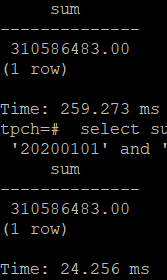 sum
--------------
310586483.00
(1 row)
Time: 259.273 ms
tpch=#  select su
'20200101' and '
sum
--------------
310586483.00
(1 row)
Time: 24.256 ms